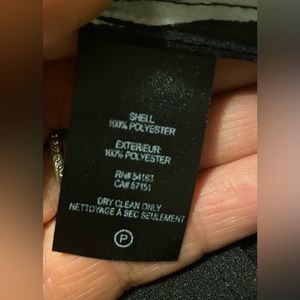 SHELL
100% POLYESTER
EXTERIEUR
100% POLYESTER
RN# 54163
CA# 57151
DRY CLEAN ONLY
NETTOYAGE À SEC SEULEMENT
P